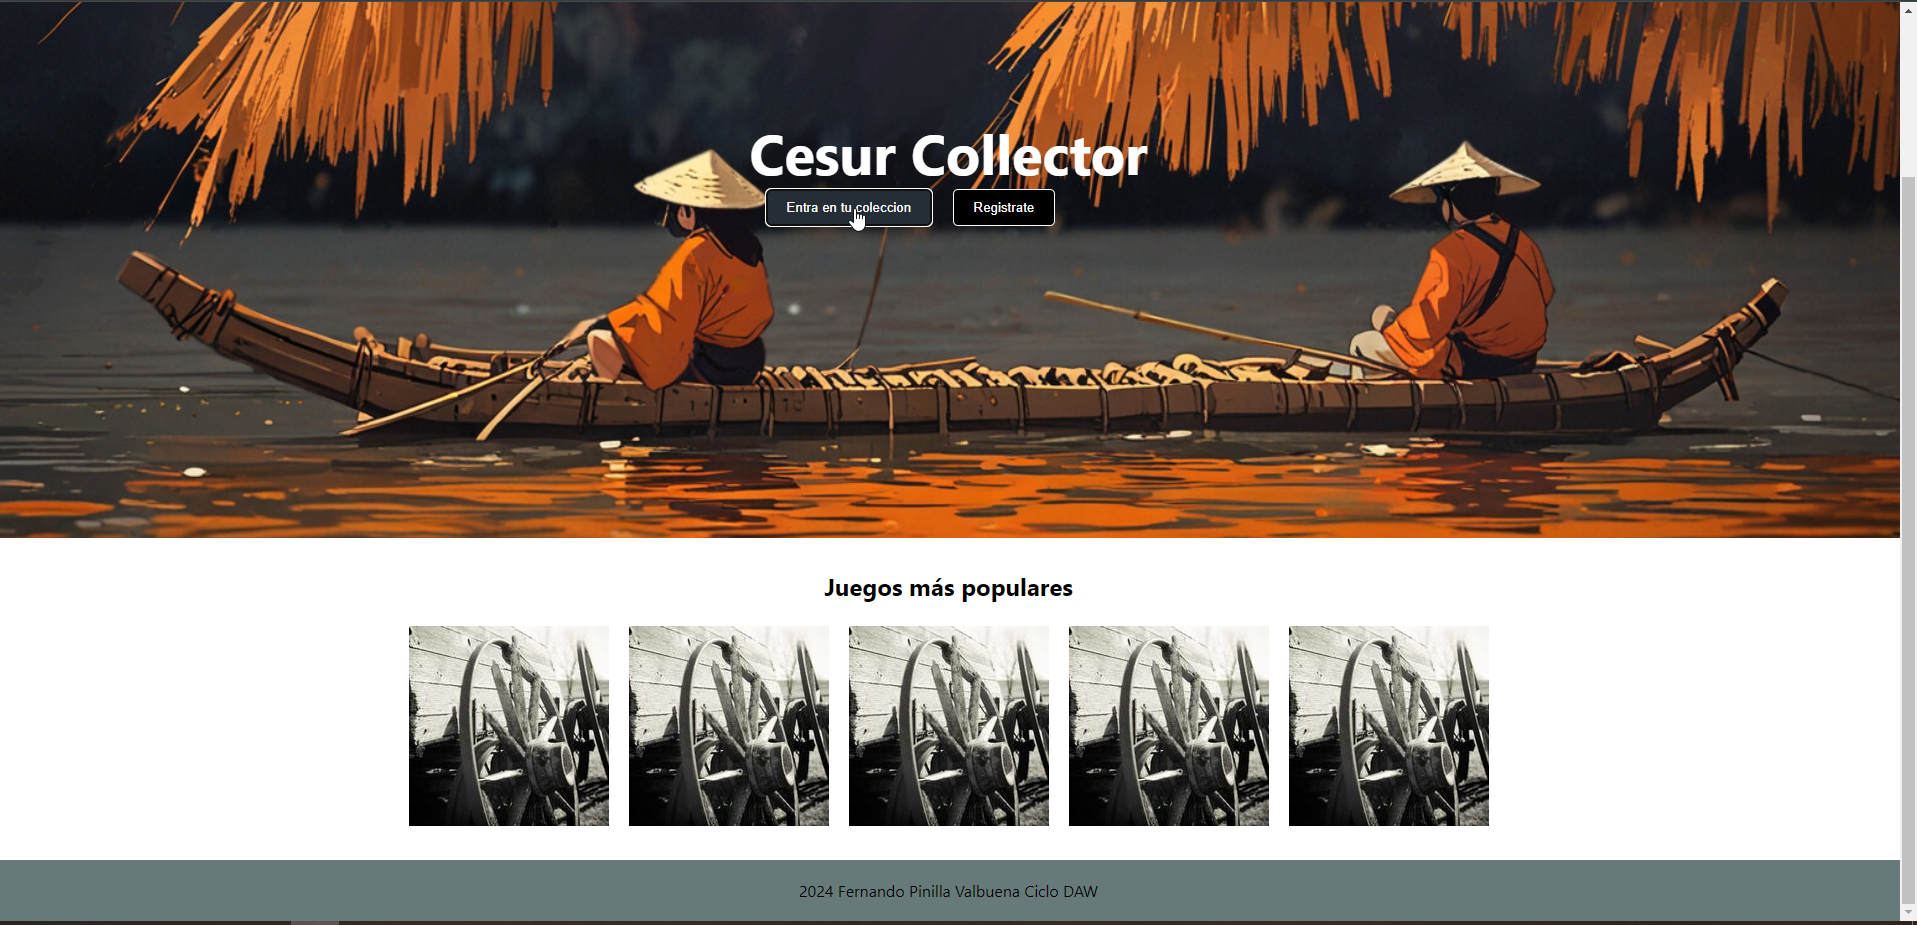 Cesur Collector
Entra en tu coleccion
Registrate
Juegos más populares
2024 Fernando Pinilla Valbuena Ciclo DAW